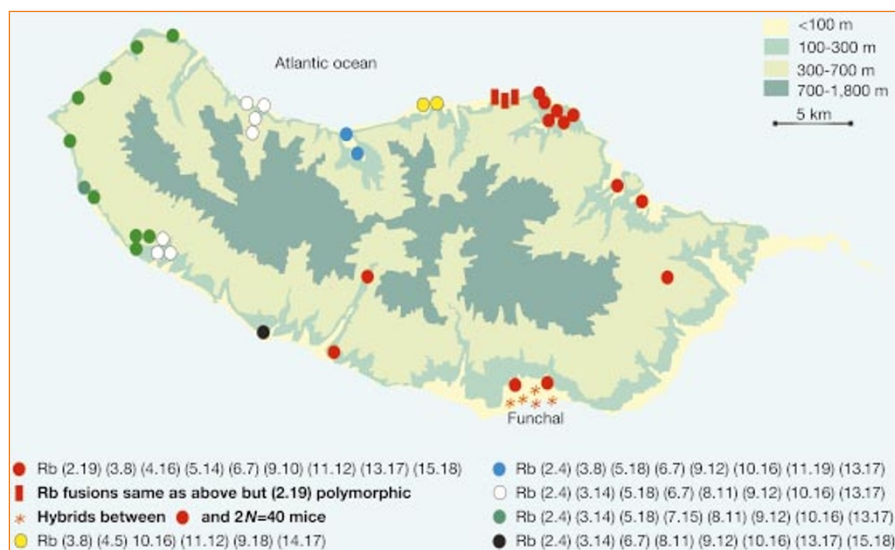 <100 m
100-300 m
Atlantic ocean
300-700 m
700-1,800 m
5 km
Funchal
Rb (2.19) (3.8) (4.16) (5.14) (6.7) (9.10) (11.12) (13.17) (15.18)
Rb fusions same as above but (2.19) polymorphic
Hybrids between and 2N=40 mice
Rb (3.8) (4.5) 10.16) (11.12) (9.18) (14.17)
Rb (2.4) (3.8) (5.18) (6.7) (9.12) (10.16) (11.19) (13.17)
Rb (2.4) (3.14) (5.18) (6.7) (8.11) (9.12) (10.16) (13.17)
Rb (2.4) (3.14) (5.18) (7.15) (8.11) (9.12) (10.16) (13.17)
Rb (2.4) (3.14) (6.7) (8.11) (9.12) (10.16) (13.17) (15.18)